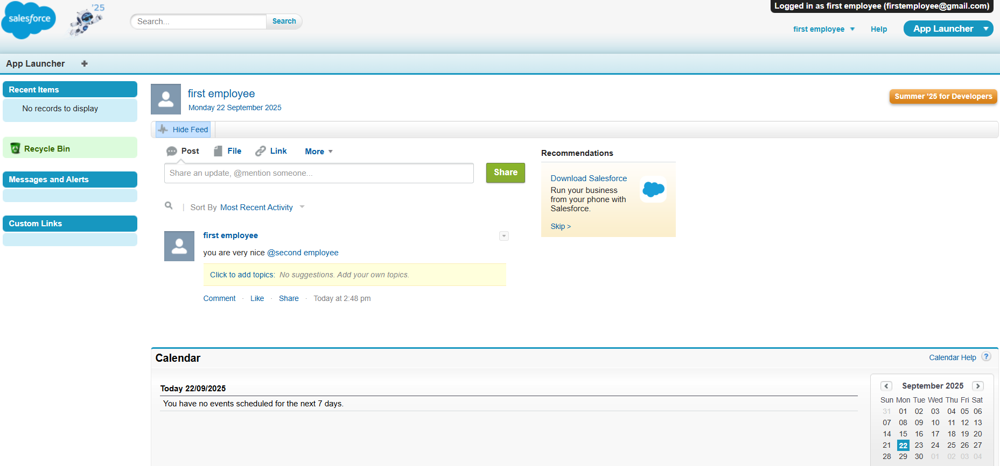 Logged in as first employee (firstemployee@gmail.com)
salesforce
'25
Search...
Search
first employee
Help
App Launcher
App Launcher
Recent Items
No records to display
Recycle Bin
Messages and Alerts
Custom Links
first employee
Monday 22 September 2025
Summer '25 for Developers
Hide Feed
Post File Link More
Share an update, @mention someone...
Share
Sort By Most Recent Activity
first employee
you are very nice @second employee
Click to add topics: No suggestions. Add your own topics.
Comment · Like · Share · Today at 2:48 pm
Recommendations
Download Salesforce
Run your business
from your phone with
Salesforce.
Skip >
Calendar
Calendar Help ?
Today 22/09/2025
You have no events scheduled for the next 7 days.
September 2025
Sun Mon Tue Wed Thu Fri Sat
31 01 02 03 04 05 06
07 08 09 10 11 12 13
14 15 16 17 18 19 20
21 22 23 24 25 26 27
28 29 30 01 02 03 04